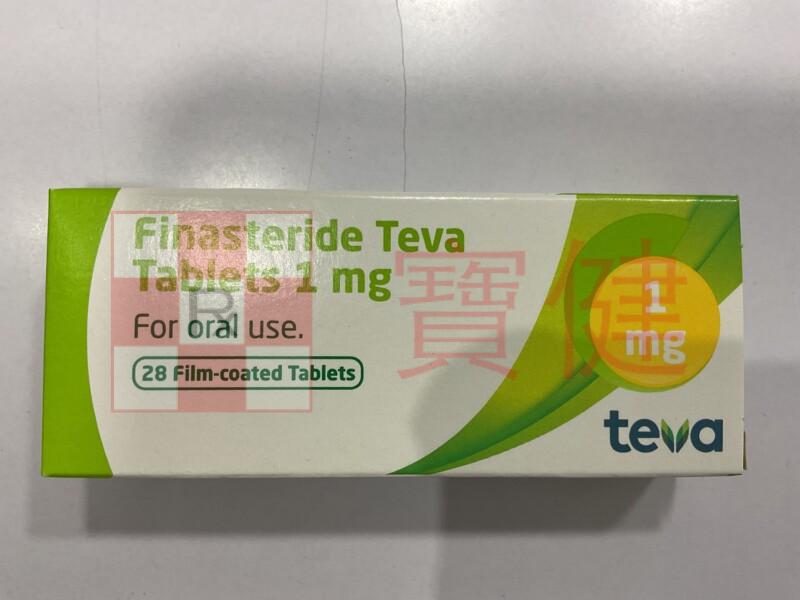 Finasteride Teva
Tablets 1 mg
For oral use.
28 Film-coated Tablets
1
mg
teva
R
寶健